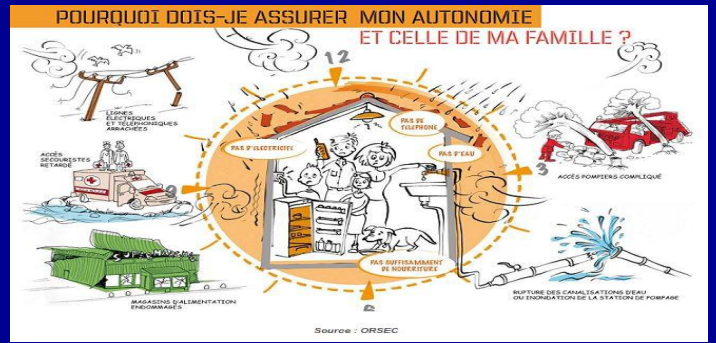 POURQUOI DOIS-JE ASSURER MON AUTONOMIE
ET CELLE DE MA FAMILLE ?
12
LIGNES
ÉLECTRIQUES
ET TÉLÉPHONIQUES
ARRACHÉES
PAS DE
TÉLÉPHONE
PAS D'ÉLECTRICITÉ
PAS D'EAU
ACCÈS
SECOURISTES
RETARDÉ
9
3
ACCÈS POMPIERS COMPLIQUÉ
SUPERMARCHÉ
PAS SUFFISAMMENT
DE NOURRITURE
MAGASINS D'ALIMENTATION
ENDOMMAGÉS
6
RUPTURE DES CANALISATIONS D'EAU
OU INONDATION DE LA STATION DE POMPAGE
Source : ORSEC